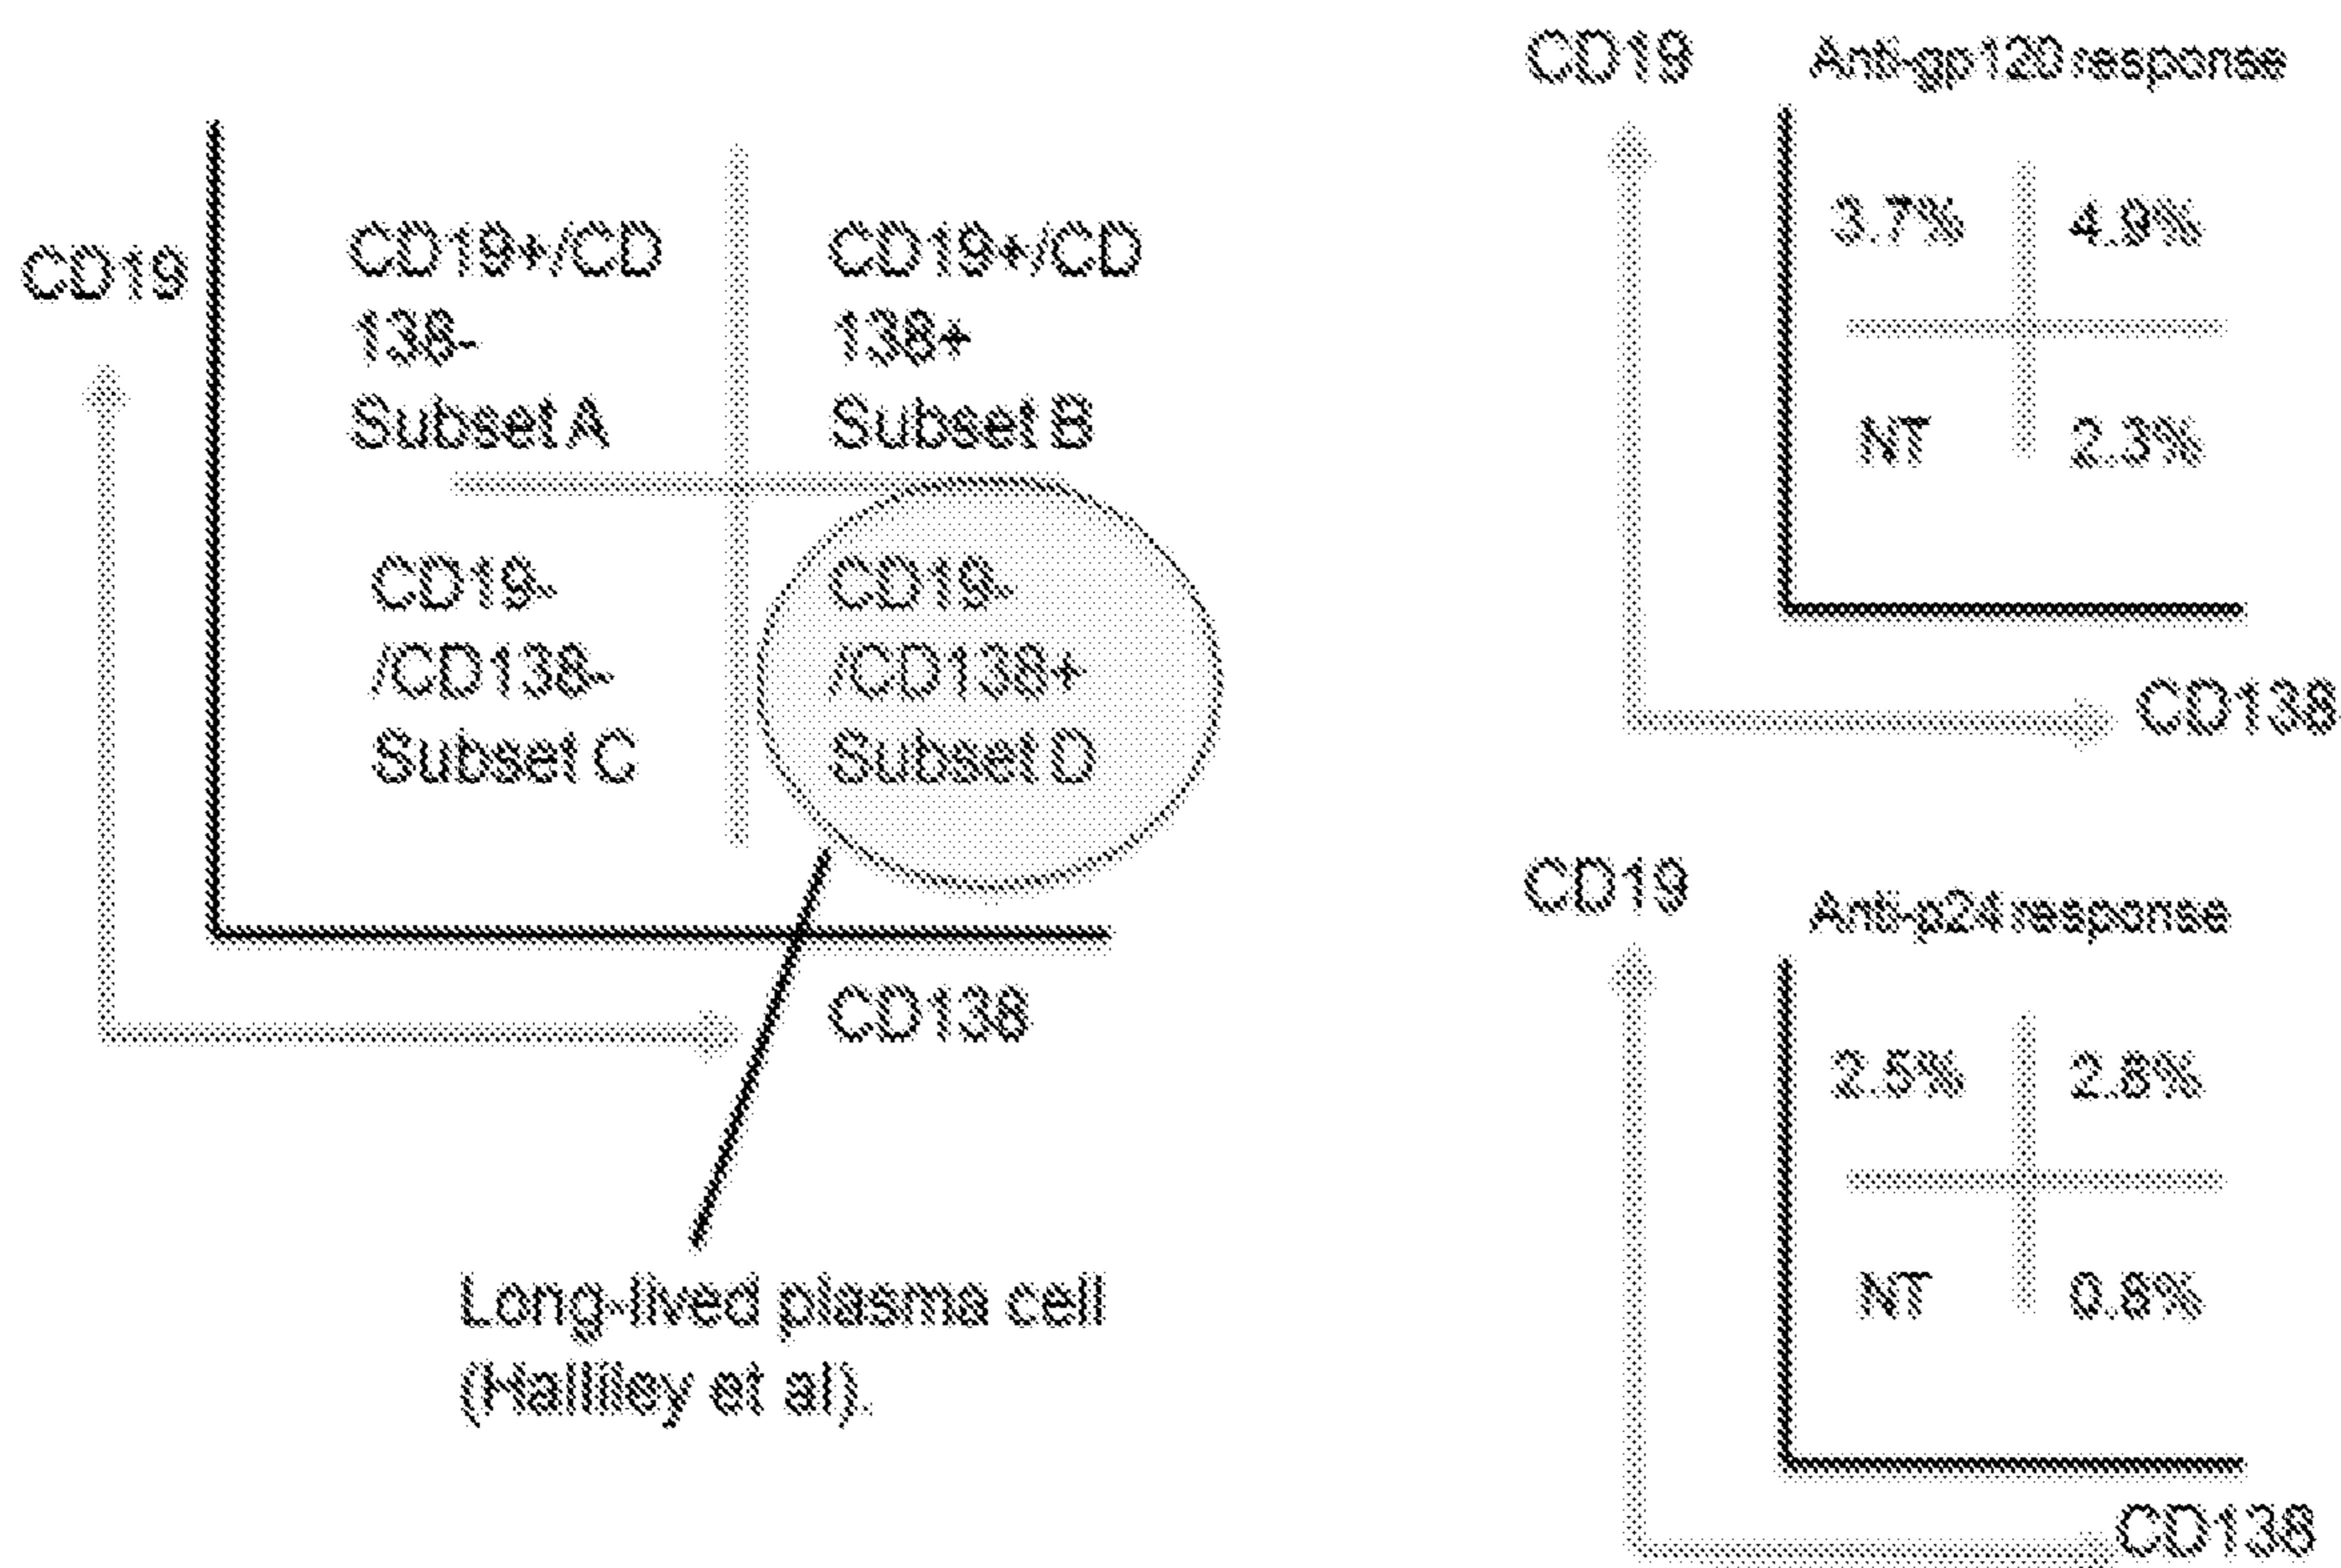 CD19
CD19+/CD
138-
Subset A
CD19+/CD
138+
Subset B
CD19-
/CD138-
Subset C
CD19-
/CD138+
Subset D
CD138
Long-lived plasma cell
(Halliley et al).
CD19
Anti-gp120 response
3.7%
4.9%
NT
2.3%
CD138
CD19
Anti-p24 response
2.5%
2.8%
NT
0.8%
CD138